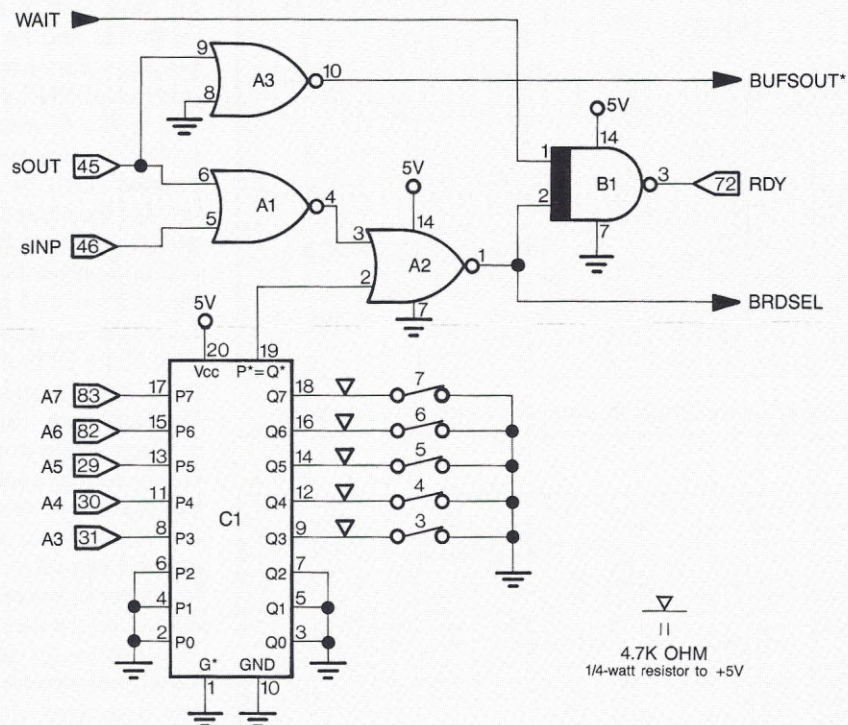 WAIT
9
8
A3
10
BUFSOUT*
5V
14
1
2
B1
3
72
RDY
7
sOUT
45
6
5
A1
4
sINP
46
5V
14
3
2
A2
1
7
BRDSEL
5V
20
19
Vcc
P*=Q*
A7
83
17
P7
Q7
18
7
A6
82
15
P6
Q6
16
6
A5
29
13
P5
Q5
14
5
A4
30
11
P4
Q4
12
4
C1
A3
31
8
P3
Q3
9
3
6
P2
Q2
7
4
P1
Q1
5
2
P0
Q0
3
G*
GND
1
10
4.7K OHM
1/4-watt resistor to +5V